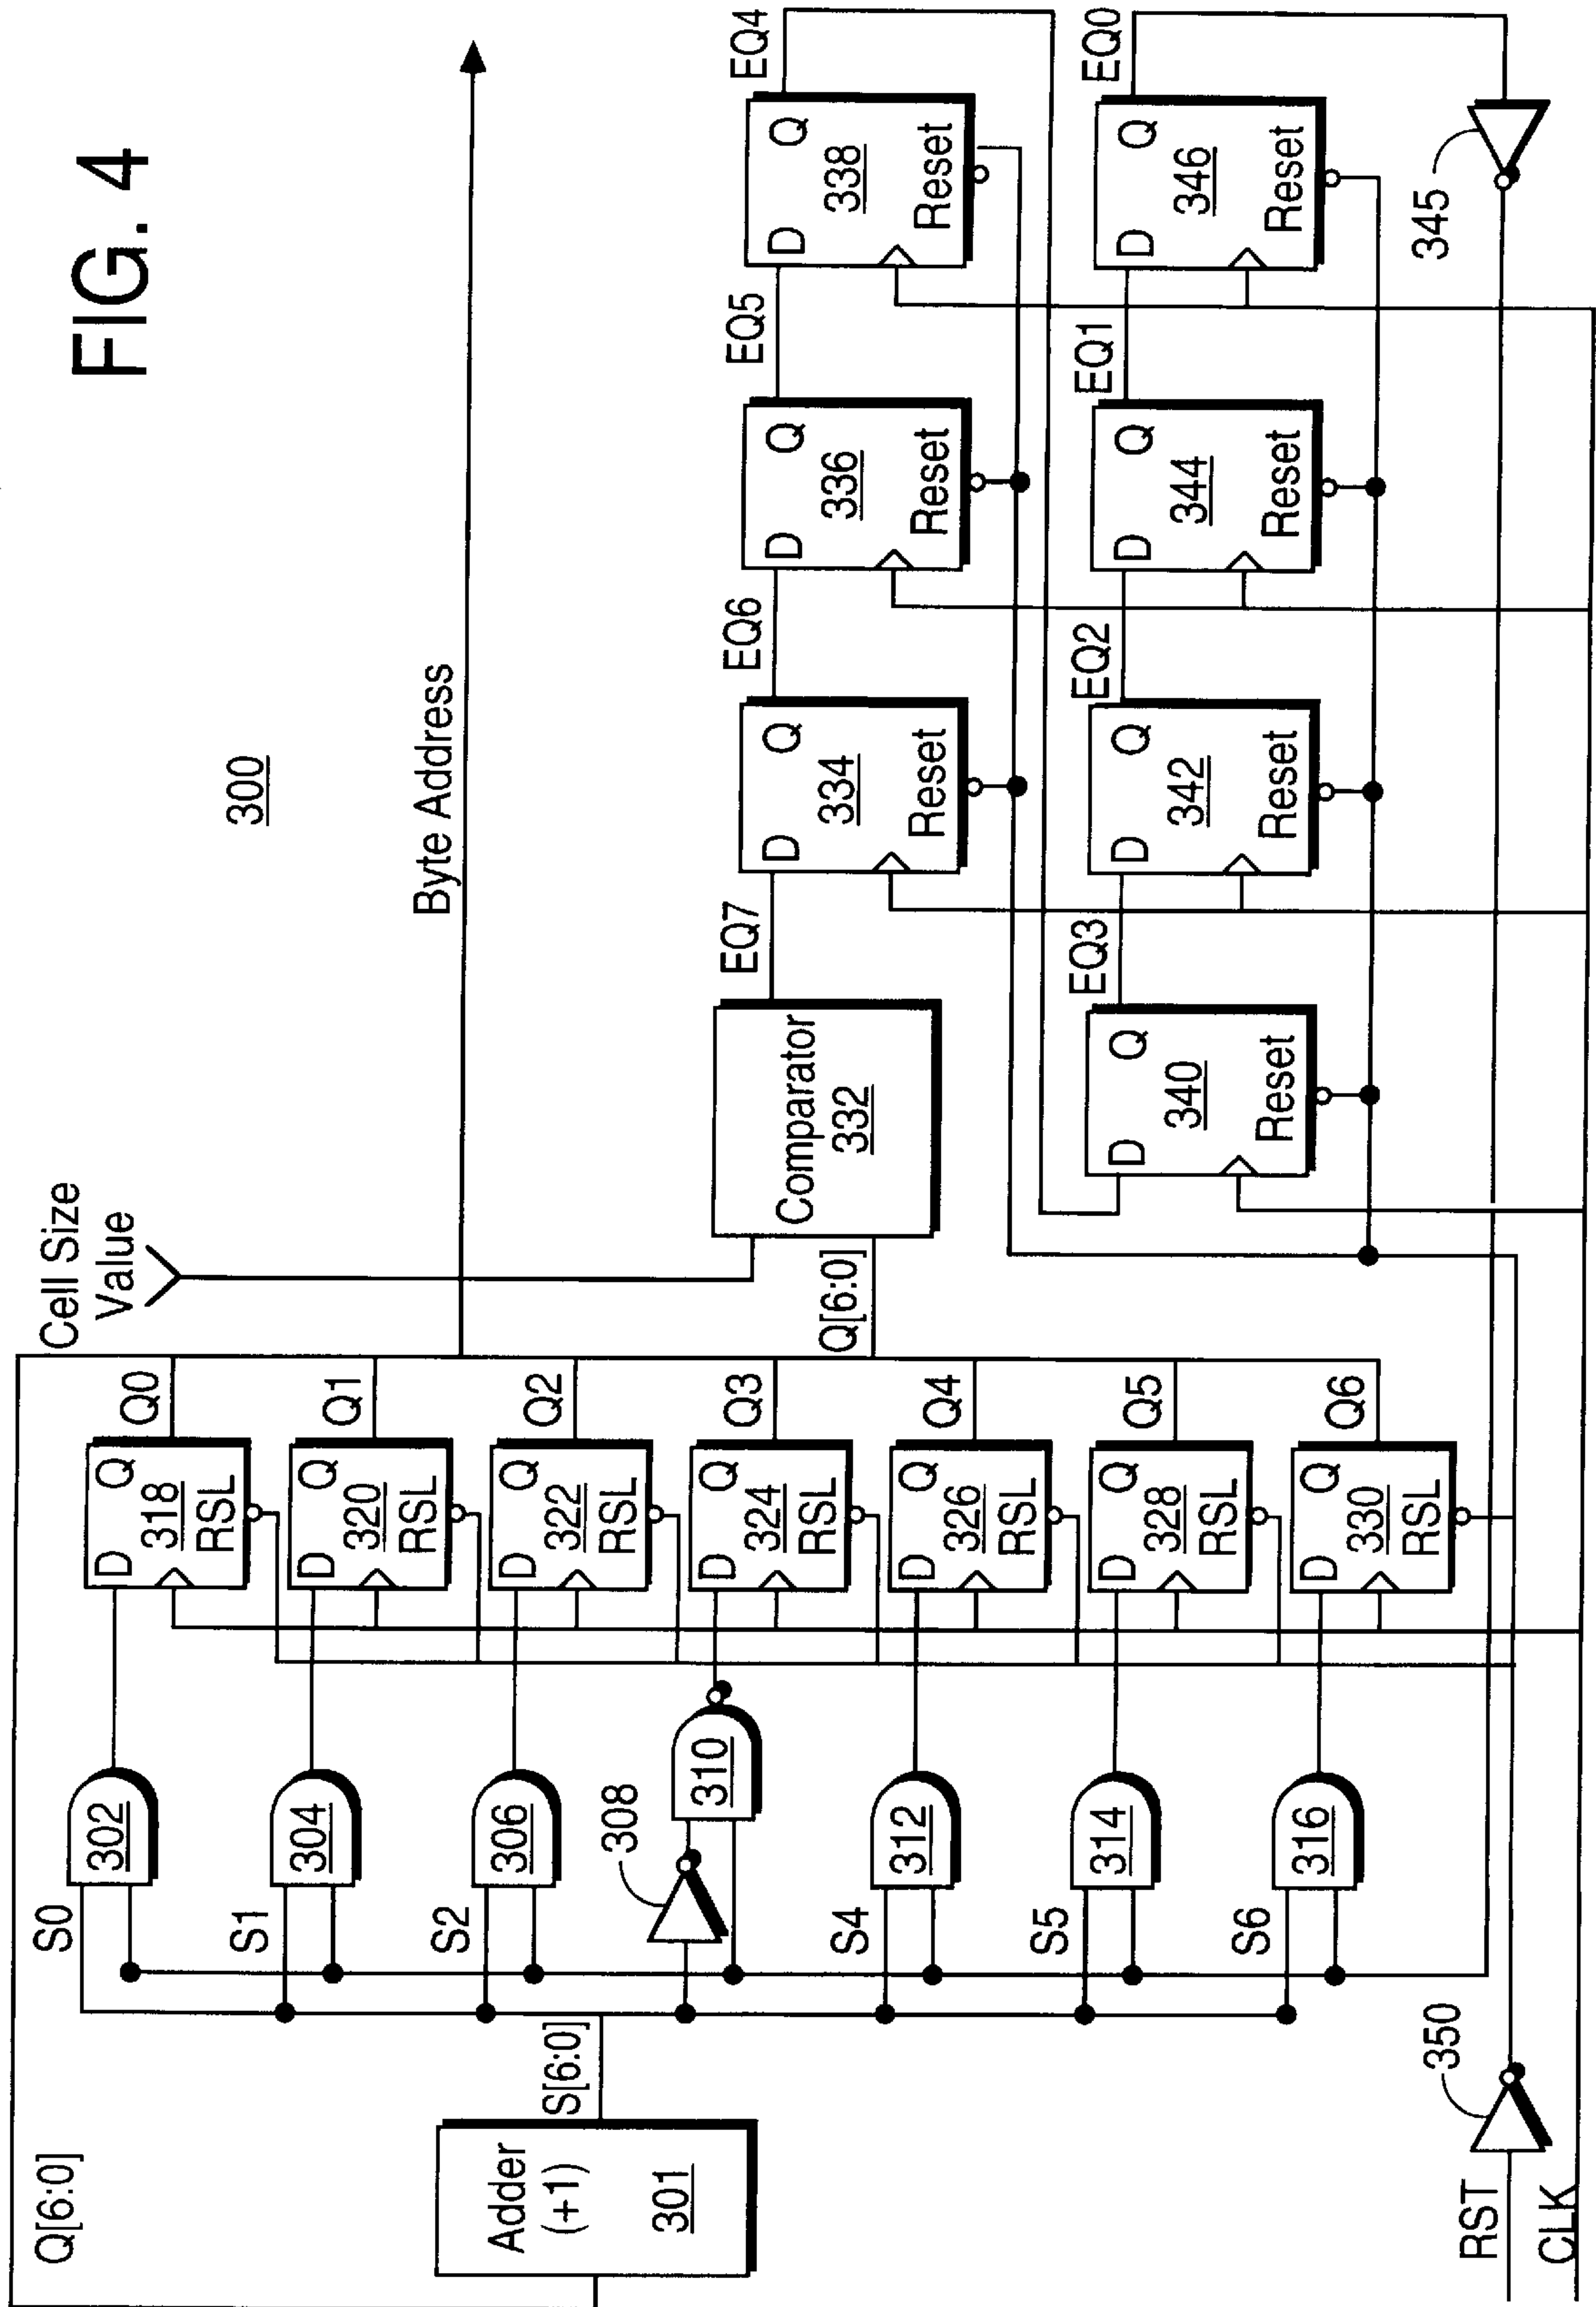 FIG. 4
300
Q[6:0]
Adder
(+1)
301
S[6:0]
S0
302
S1
304
S2
306
308
310
S4
312
S5
314
S6
316
D Q
318
RSL
Q0
D Q
320
RSL
Q1
D Q
322
RSL
Q2
D Q
324
RSL
Q3
D Q
326
RSL
Q4
D Q
328
RSL
Q5
D Q
330
RSL
Q6
Cell Size
Value
Byte Address
Q[6:0]
Comparator
332
EQ7
D Q
334
Reset
EQ6
D Q
336
Reset
EQ5
D Q
338
Reset
EQ4
D Q
340
Reset
EQ3
D Q
342
Reset
EQ2
D Q
344
Reset
EQ1
D Q
346
Reset
EQ0
345
350
RST
CLK